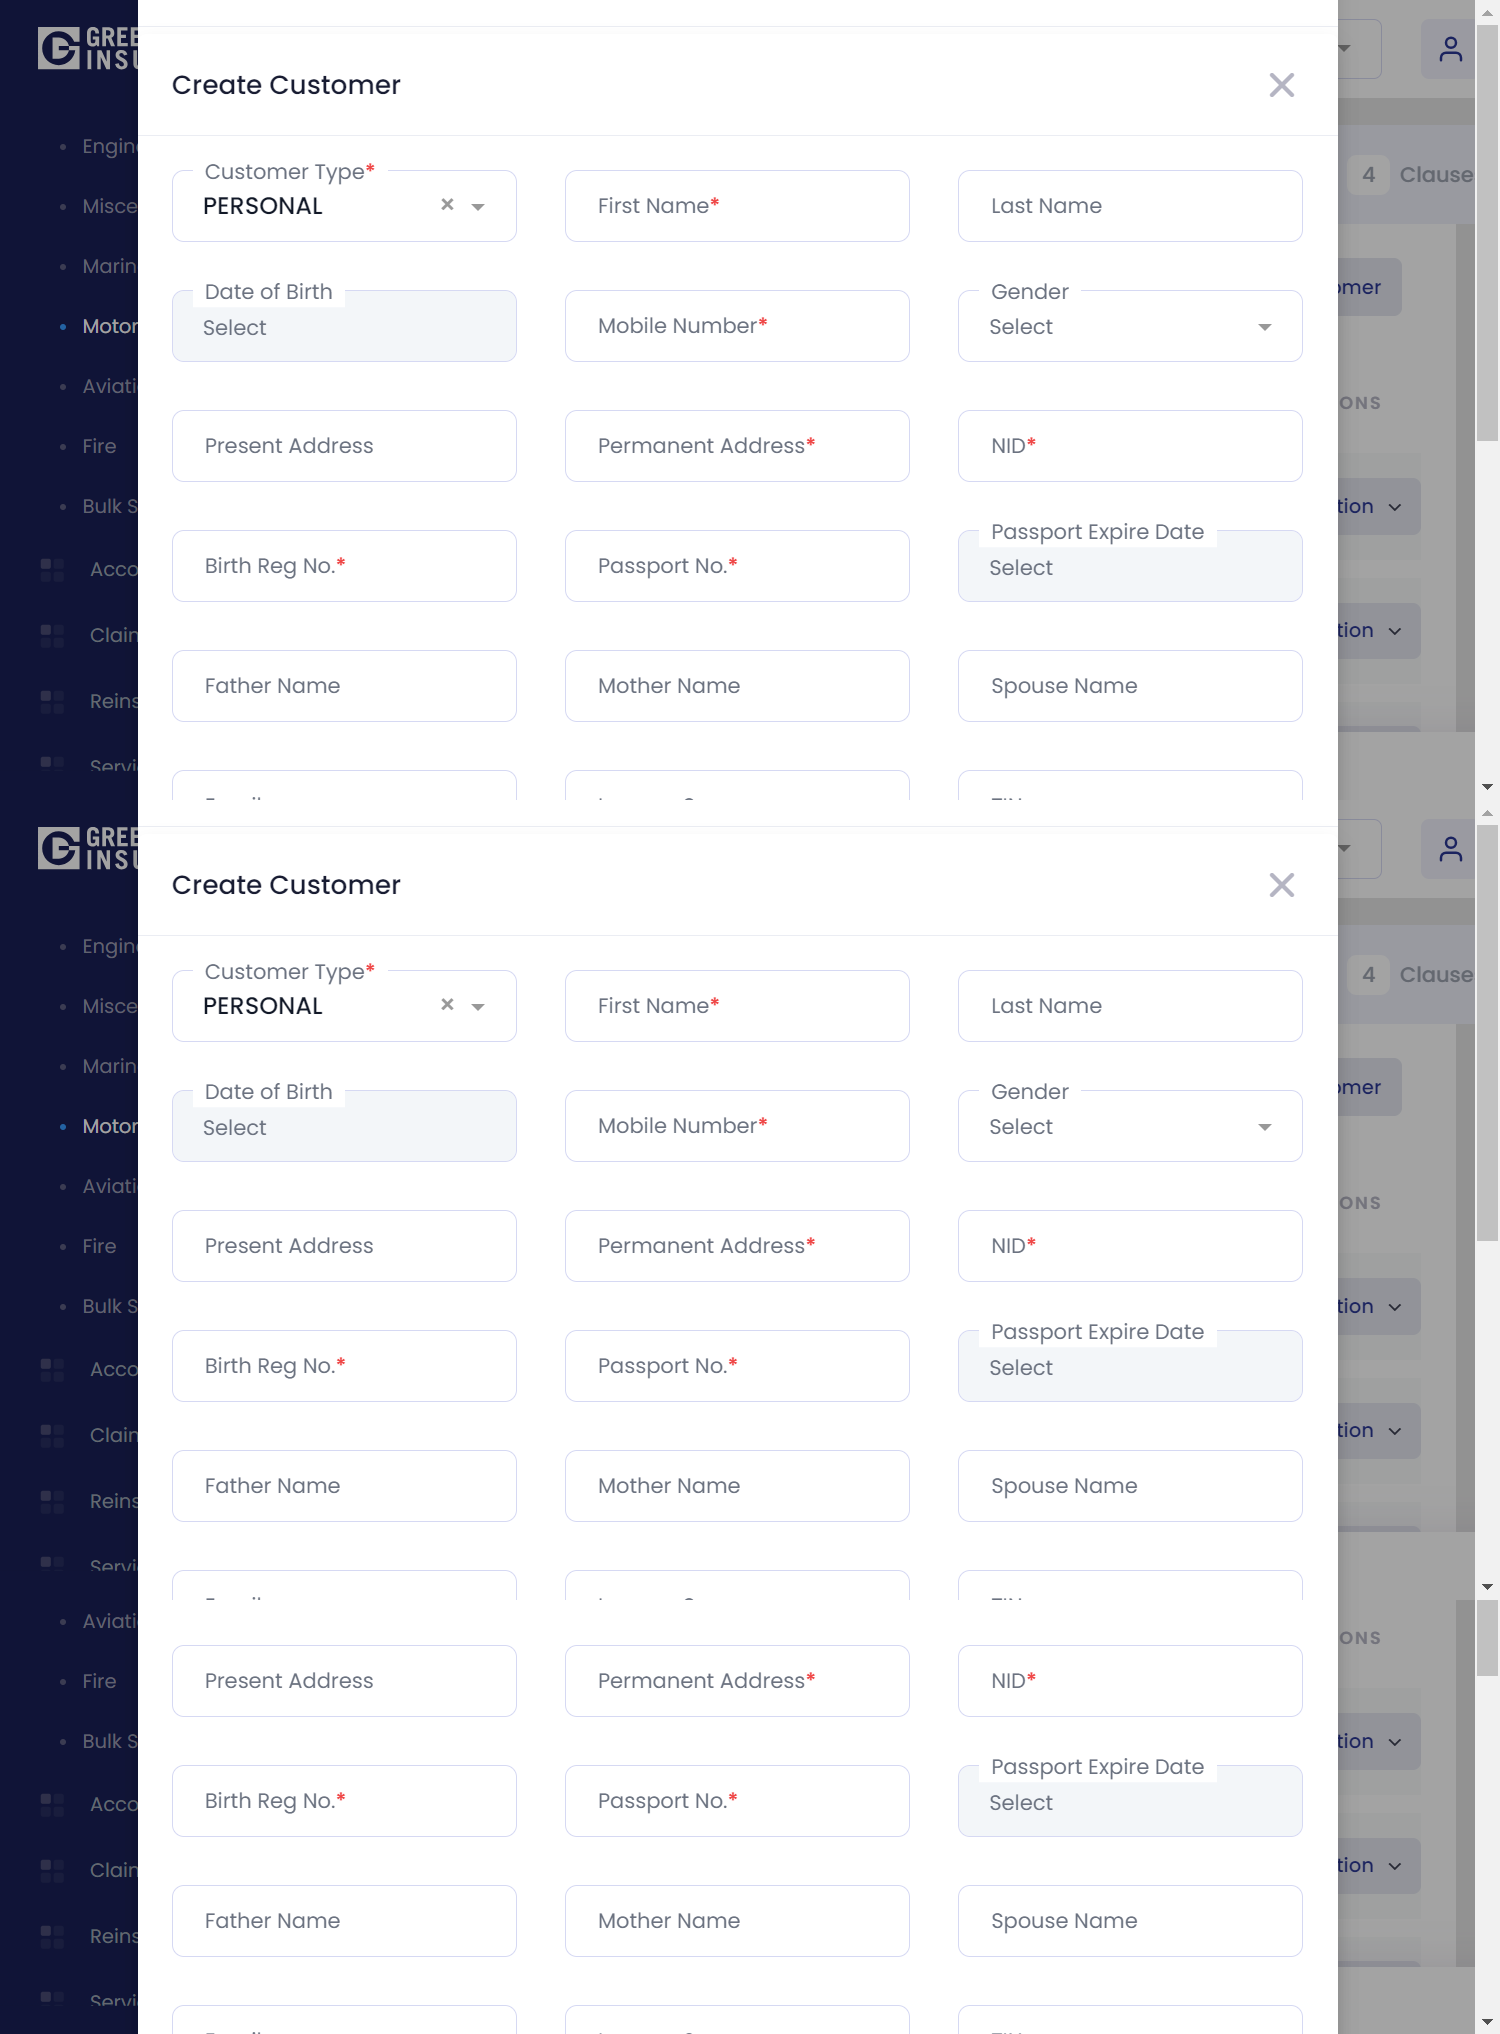 GREE
INSU
Create Customer
Engine
Customer Type*
PERSONAL
First Name*
Last Name
4 Clause
Misce
Marin
Date of Birth
Select
Mobile Number*
Gender
Select
omer
Motor
Aviati
ONS
Fire
Present Address
Permanent Address*
NID*
Bulk S
tion
Passport Expire Date
Select
Birth Reg No.*
Passport No.*
Acco
Claim
tion
Reins
Father Name
Mother Name
Spouse Name
Servi
GREE
INSU
Create Customer
Engine
Customer Type*
PERSONAL
First Name*
Last Name
4 Clause
Misce
Marin
Date of Birth
Select
Mobile Number*
Gender
Select
omer
Motor
Aviati
ONS
Fire
Present Address
Permanent Address*
NID*
Bulk S
tion
Passport Expire Date
Select
Birth Reg No.*
Passport No.*
Acco
Claim
tion
Reins
Father Name
Mother Name
Spouse Name
Servi
Aviati
ONS
Fire
Present Address
Permanent Address*
NID*
Bulk S
tion
Passport Expire Date
Select
Birth Reg No.*
Passport No.*
Acco
Claim
tion
Reins
Father Name
Mother Name
Spouse Name
Servi